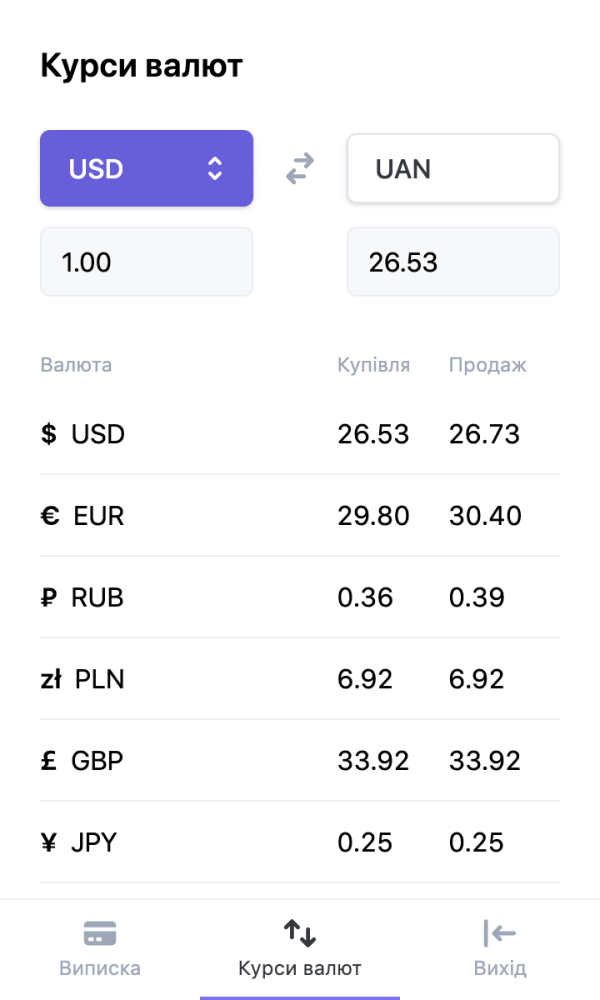 Курси валют
USD UAN
1.00 26.53
Валюта Купівля Продаж
$ USD 26.53 26.73
€ EUR 29.80 30.40
₽ RUB 0.36 0.39
zł PLN 6.92 6.92
£ GBP 33.92 33.92
¥ JPY 0.25 0.25
Виписка Курси валют Вихід